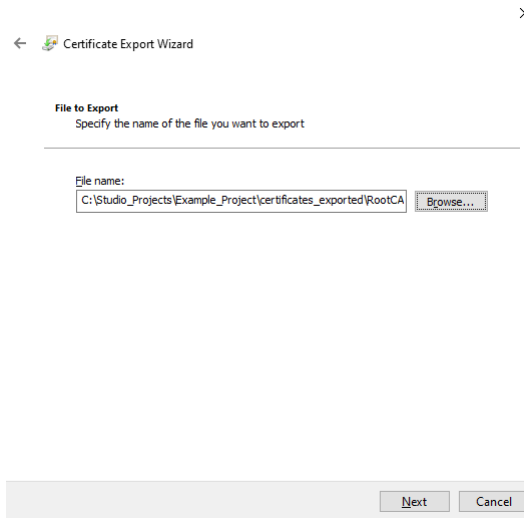 Certificate Export Wizard
File to Export
Specify the name of the file you want to export
File name:
C:\Studio_Projects\Example_Project\certificates_exported\RootCA
Browse...
Next
Cancel